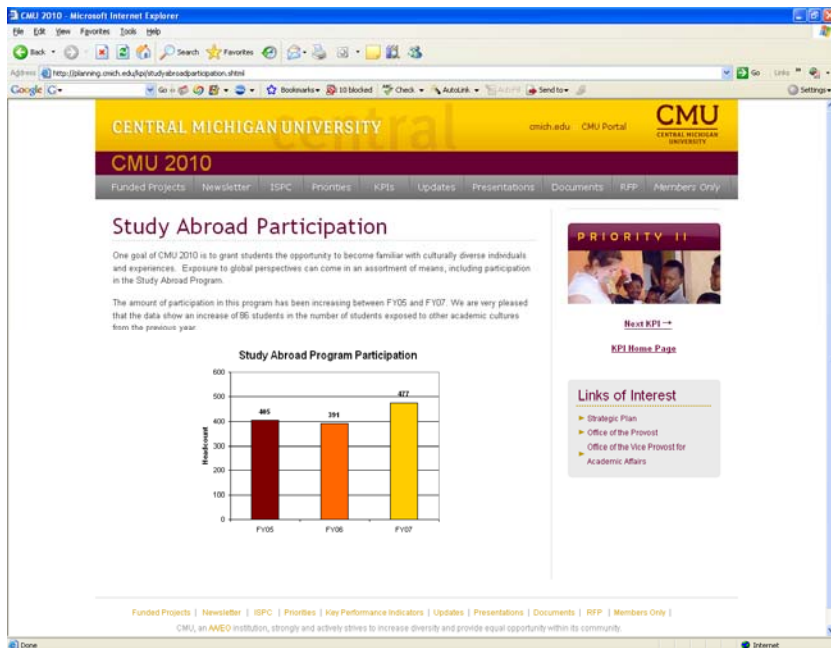 CMU 2010 - Microsoft Internet Explorer
File Edit View Favorites Tools Help
Back Search Favorites
Address http://planning.cmich.edu/kpi/studyabroadparticipation.shtml Go Links
Google G Go Bookmarks 10 blocked Check AutoLink AutoFill Send to Settings
CENTRAL MICHIGAN UNIVERSITY
central
cmich.edu CMU Portal
CMU
CENTRAL MICHIGAN
UNIVERSITY
CMU 2010
Funded Projects Newsletter ISPC Priorities KPIs Updates Presentations Documents RFP Members Only
Study Abroad Participation
One goal of CMU 2010 is to grant students the opportunity to become familiar with culturally diverse individuals
and experiences. Exposure to global perspectives can come in an assortment of means, including participation
in the Study Abroad Program.
The amount of participation in this program has been increasing between FY05 and FY07. We are very pleased
that the data show an increase of 86 students in the number of students exposed to other academic cultures
from the previous year.
Study Abroad Program Participation
Headcount
600
500
400
300
200
100
0
405
391
477
FY05 FY06 FY07
PRIORITY II
Next KPI →
KPI Home Page
Links of Interest
Strategic Plan
Office of the Provost
Office of the Vice Provost for
Academic Affairs
Funded Projects | Newsletter | ISPC | Priorities | Key Performance Indicators | Updates | Presentations | Documents | RFP | Members Only |
CMU, an AA/EO institution, strongly and actively strives to increase diversity and provide equal opportunity within its community.
Done Internet